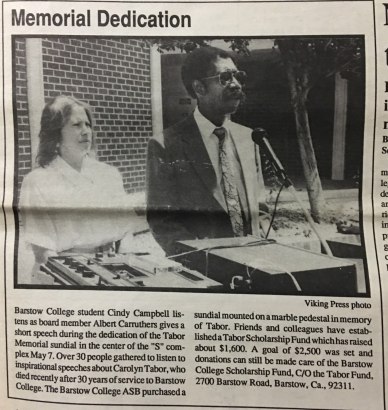 Memorial Dedication
Viking Press photo
Barstow College student Cindy Campbell lis-
tens as board member Albert Carruthers gives a
short speech during the dedication of the Tabor
Memorial sundial in the center of the "S" com-
plex May 7. Over 30 people gathered to listen to
inspirational speeches about Carolyn Tabor, who
died recently after 30 years of service to Barstow
College. The Barstow College ASB purchased a
sundial mounted on a marble pedestal in memory
of Tabor. Friends and colleagues have estab-
lished a Tabor Scholarship Fund which has raised
about $1,600. A goal of $2,500 was set and
donations can still be made care of the Barstow
College Scholarship Fund, C/O the Tabor Fund,
2700 Barstow Road, Barstow, Ca., 92311.